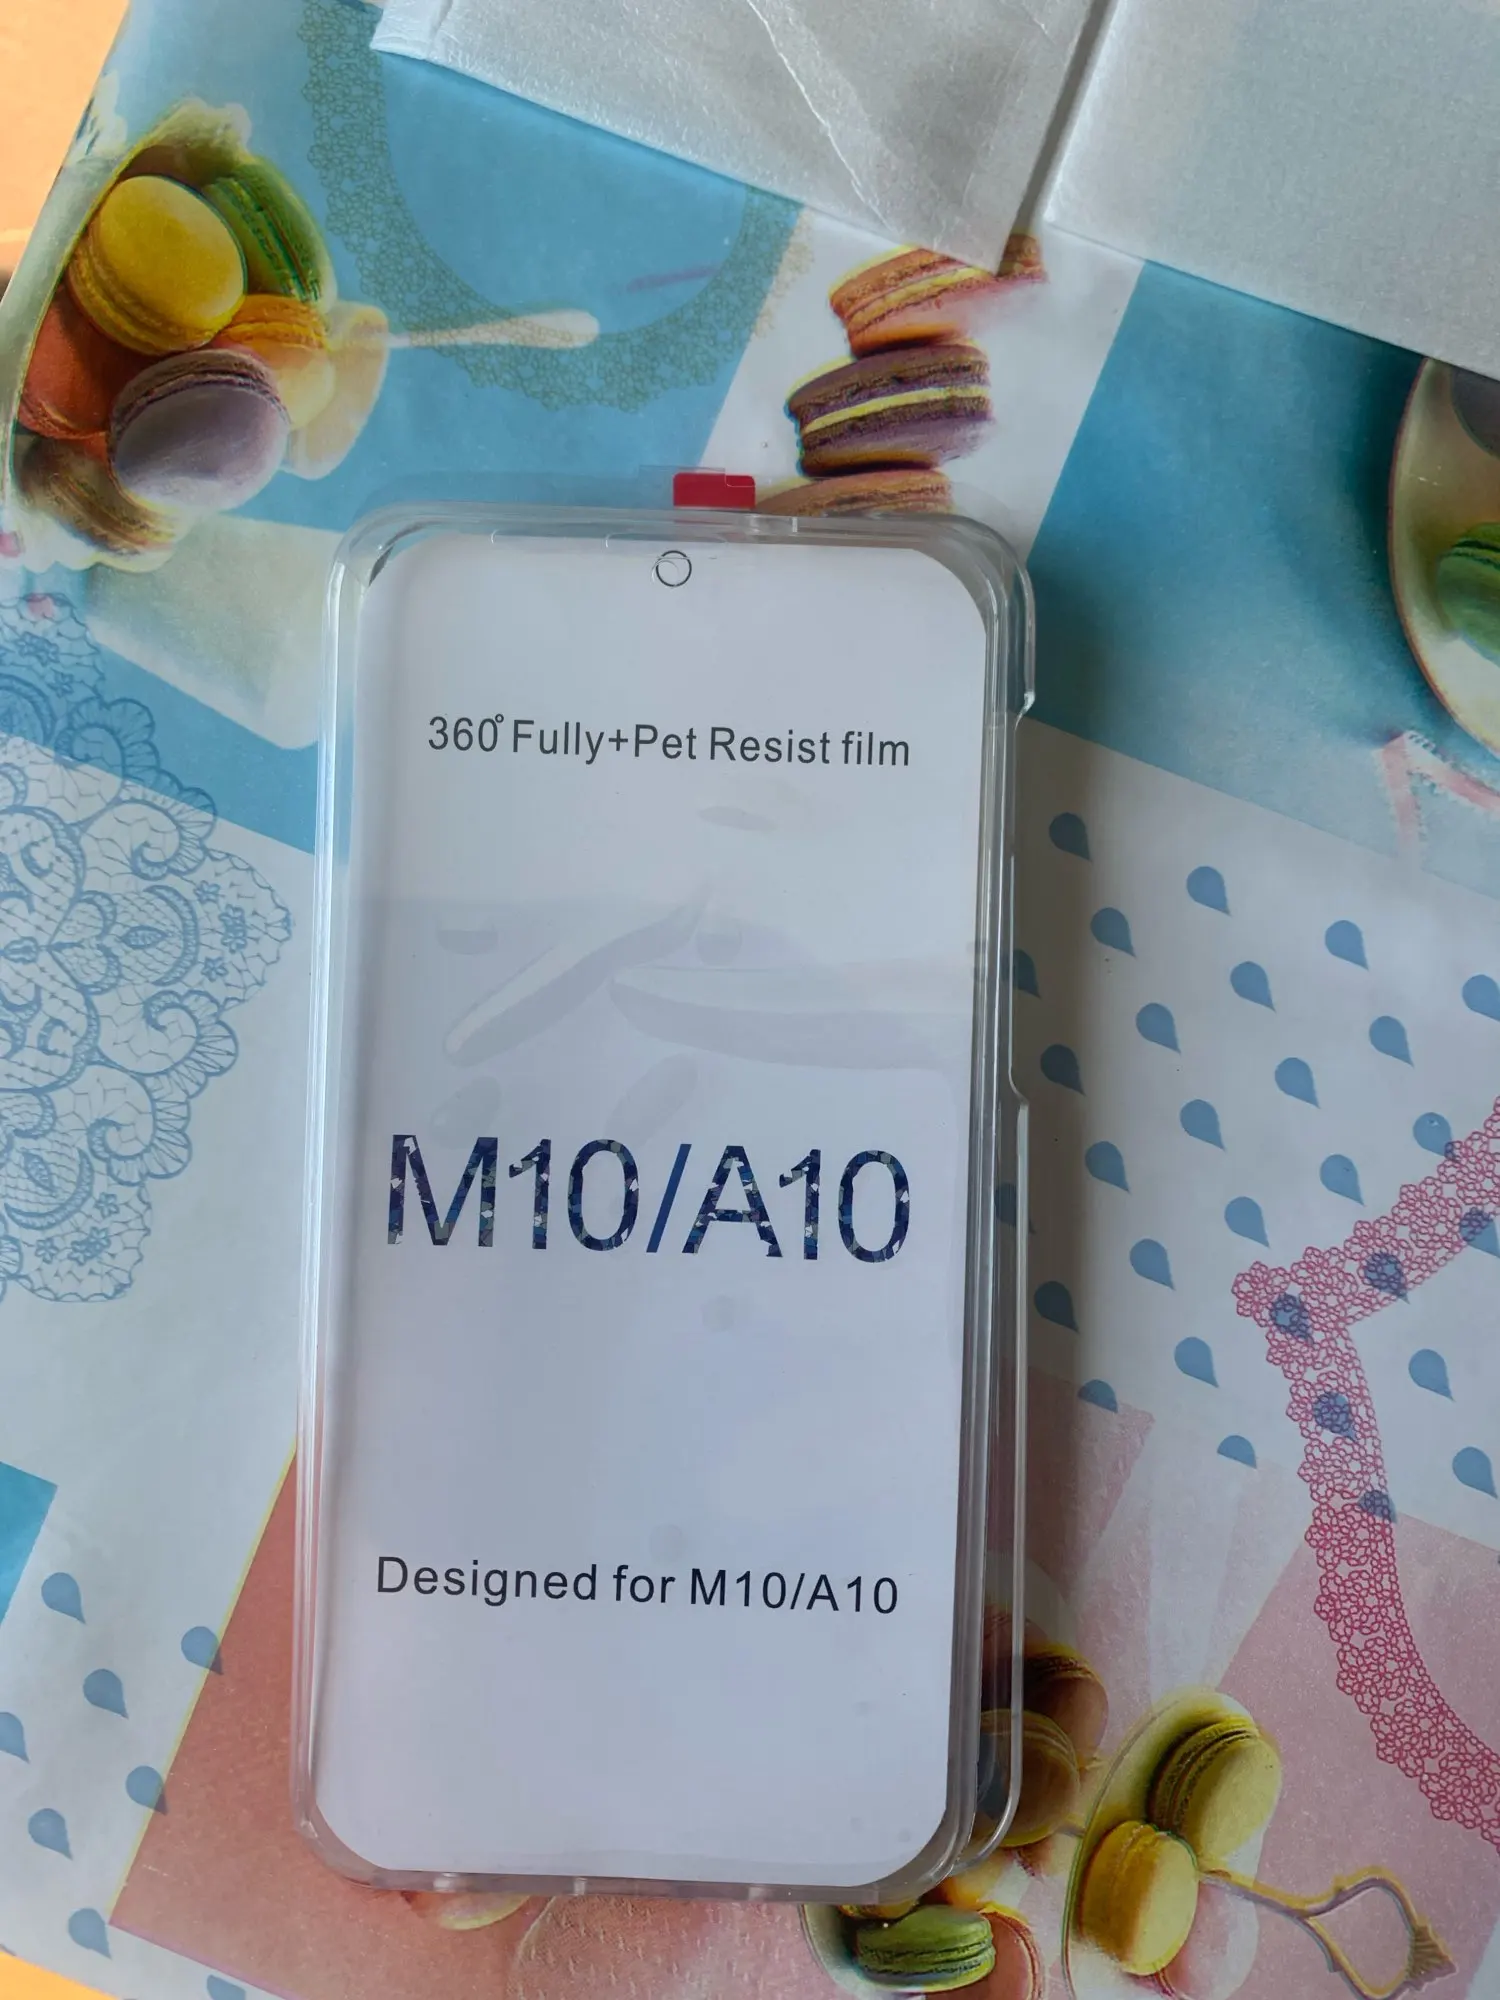 360° Fully+Pet Resist film
M10/A10
Designed for M10/A10